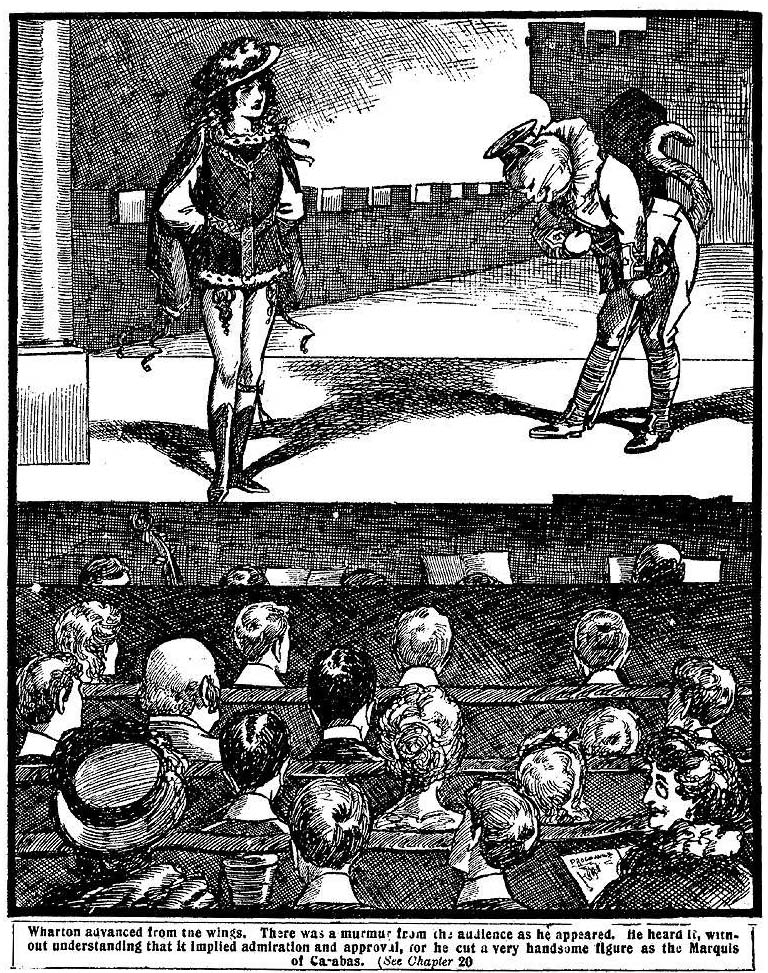 PROGRAMME
Wharton advanced from the wings. There was a murmur from the audience as he appeared. He heard it, with-
out understanding that it implied admiration and approval, for he cut a very handsome figure as the Marquis
of Carabas. (See Chapter 20